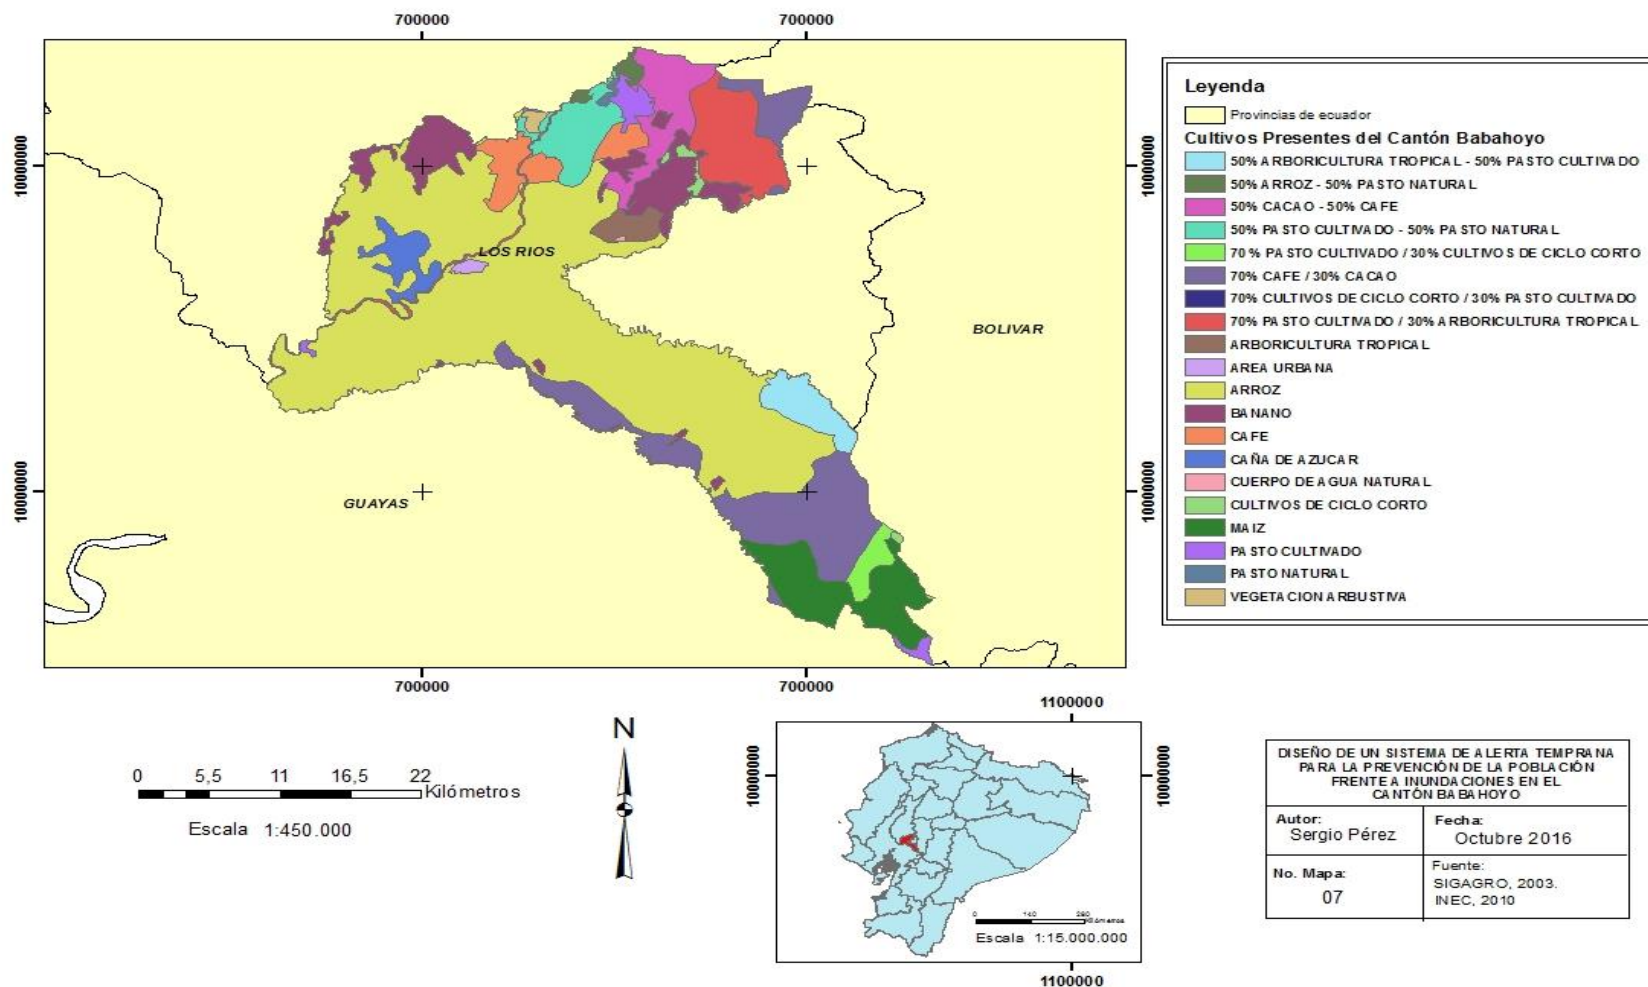 700000
700000
10000000
10000000
LOS RIOS
BOLIVAR
GUAYAS
10000000
10000000
700000
700000
Leyenda
Provincias de ecuador
Cultivos Presentes del Cantón Babahoyo
50% ARBORICULTURA TROPICAL - 50% PASTO CULTIVADO
50% ARROZ - 50% PASTO NATURAL
50% CACAO - 50% CAFE
50% PASTO CULTIVADO - 50% PASTO NATURAL
70% PASTO CULTIVADO / 30% CULTIVOS DE CICLO CORTO
70% CAFE / 30% CACAO
70% CULTIVOS DE CICLO CORTO / 30% PASTO CULTIVADO
70% PASTO CULTIVADO / 30% ARBORICULTURA TROPICAL
ARBORICULTURA TROPICAL
AREA URBANA
ARROZ
BANANO
CAFE
CAÑA DE AZUCAR
CUERPO DE AGUA NATURAL
CULTIVOS DE CICLO CORTO
MAIZ
PASTO CULTIVADO
PASTO NATURAL
VEGETACION ARBUSTIVA
0 5,5 11 16,5 22
Kilómetros
Escala 1:450.000
N
1100000
10000000
10000000
0 140 280
Kilómetros
Escala 1:15.000.000
1100000
DISEÑO DE UN SISTEMA DE ALERTA TEMPRANA
PARA LA PREVENCIÓN DE LA POBLACIÓN
FRENTE A INUNDACIONES EN EL
CANTÓN BABAHOYO
Autor:
Sergio Pérez
Fecha:
Octubre 2016
No. Mapa:
07
Fuente:
SIGAGRO, 2003.
INEC, 2010